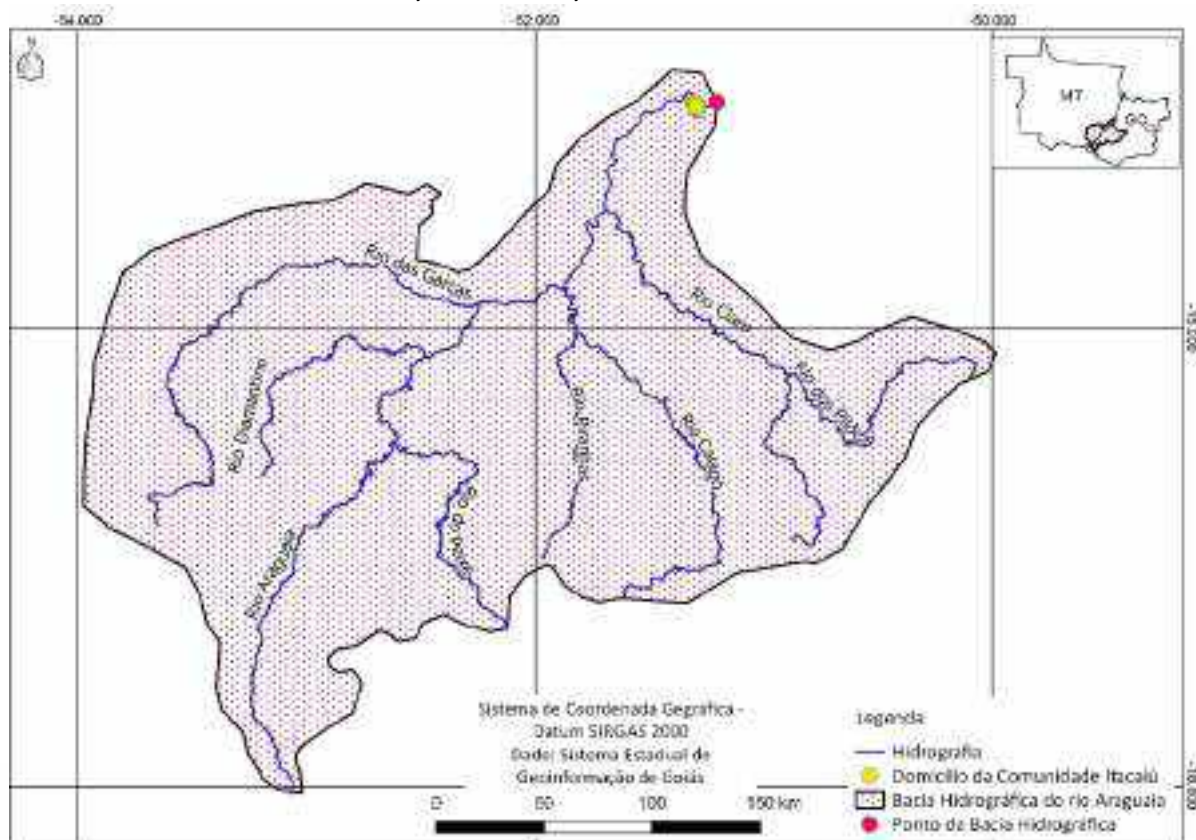 -54.000
-52.000
-50.000
N
MT
GO
Rio das Garças
Rio Claro
Rio Diamantino
Rio Caiapó
Rio Araguaia
Sistema de Coordenada Gegráfica -
Datum SIRGAS 2000
Dado: Sistema Estadual de
Geoinformação de Goiás
0 50 100 150 km
Legenda
Hidrografia
Domicílio da Comunidade Itacaiú
Bacia Hidrográfica do rio Araguaia
Ponto da Bacia Hidrográfica